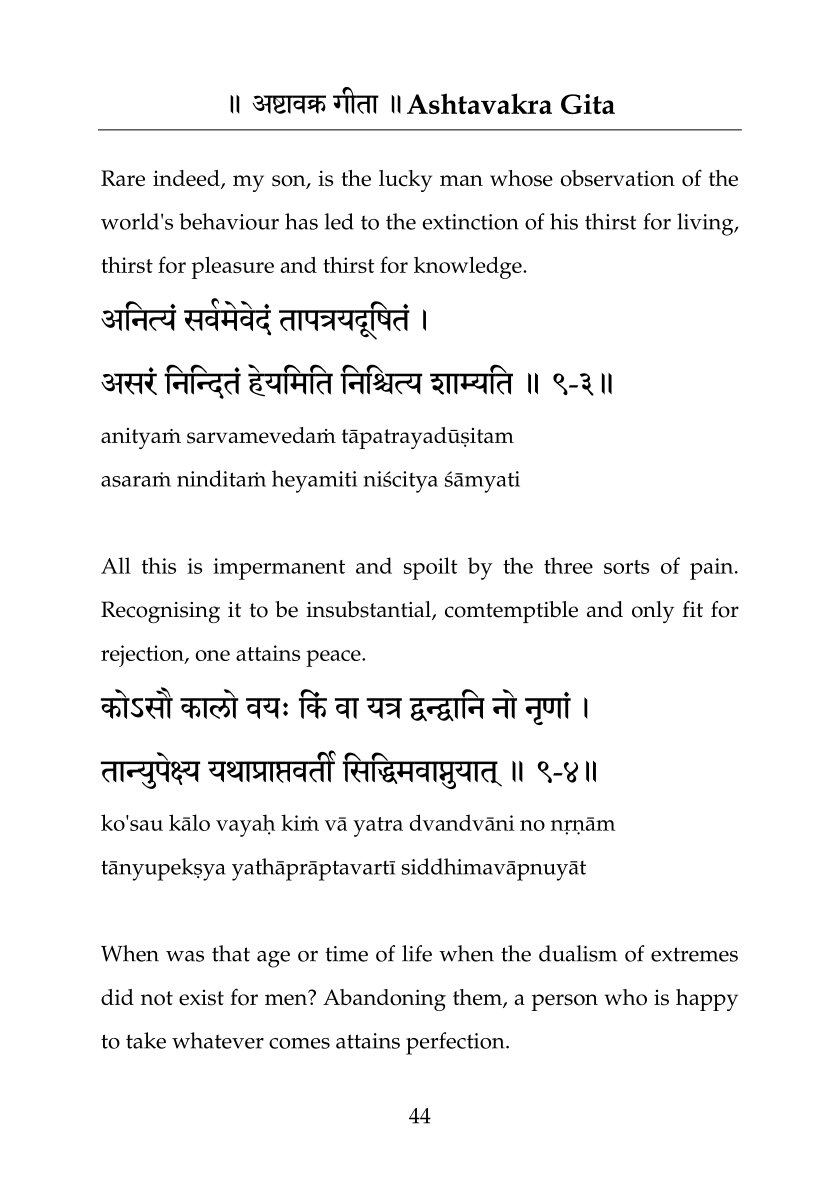 ॥ अष्टावक्र गीता ॥ Ashtavakra Gita
Rare indeed, my son, is the lucky man whose observation of the
world's behaviour has led to the extinction of his thirst for living,
thirst for pleasure and thirst for knowledge.
अनित्यं सर्वमेवेदं तापत्रयदूषितं ।
असरं निन्दितं हेयमिति निश्चित्य शाम्यति ॥ ९-३॥
anityaṁ sarvamevedaṁ tāpatrayadūṣitam
asaraṁ ninditaṁ heyamiti niścitya śāmyati
All this is impermanent and spoilt by the three sorts of pain.
Recognising it to be insubstantial, comtemptible and only fit for
rejection, one attains peace.
कोऽसौ कालो वयः किं वा यत्र द्वन्द्वानि नो नृणां ।
तान्युपेक्ष्य यथाप्राप्तवर्ती सिद्धिमवाप्नुयात् ॥ ९-४॥
ko'sau kālo vayaḥ kiṁ vā yatra dvandvāni no nṛṇām
tānyupekṣya yathāprāptavartī siddhimavāpnuyāt
When was that age or time of life when the dualism of extremes
did not exist for men? Abandoning them, a person who is happy
to take whatever comes attains perfection.
44